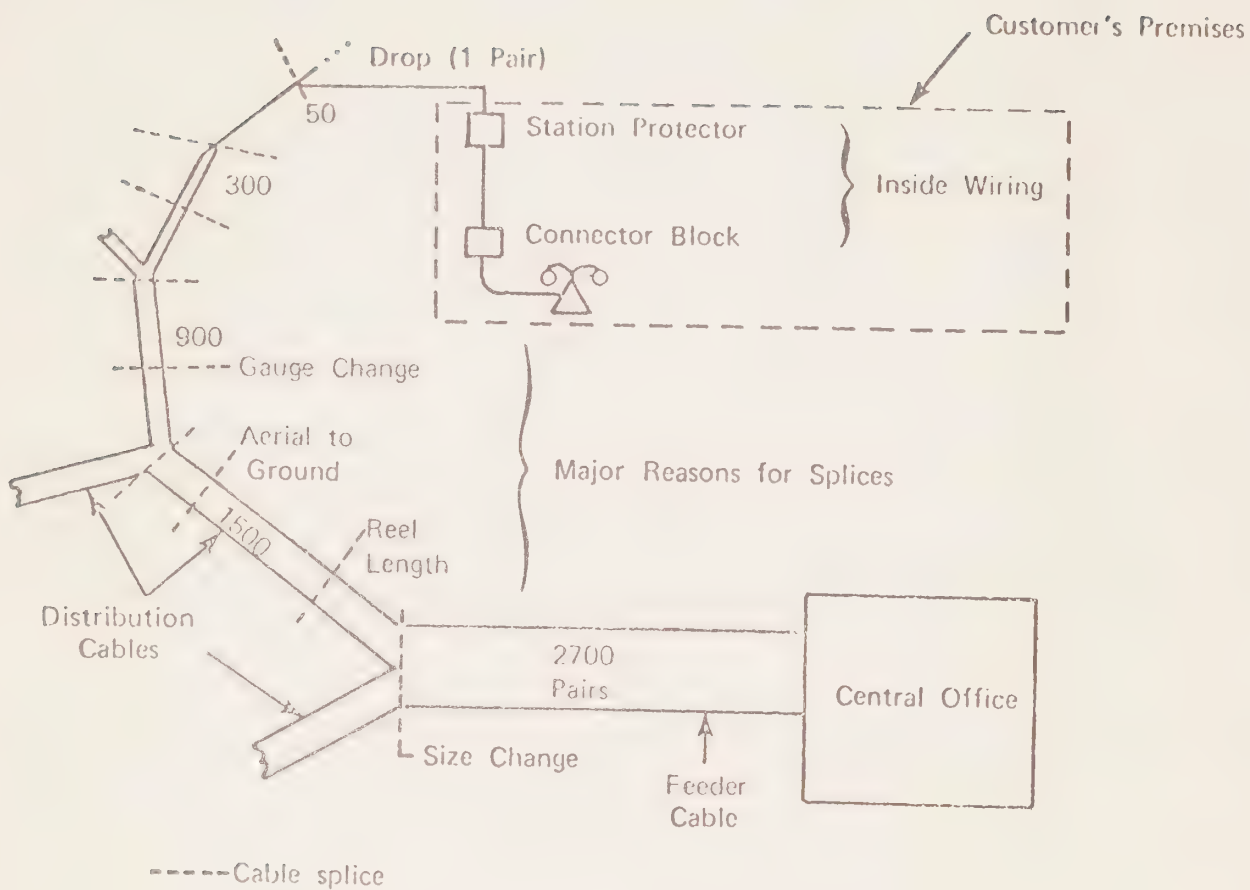 Customer's Premises
Drop (1 Pair)
50
Station Protector
300
Inside Wiring
Connector Block
900
Gauge Change
Aerial to
Ground
Major Reasons for Splices
1500
Reel
Length
Distribution
Cables
2700
Pairs
Central Office
Size Change
Feeder
Cable
Cable splice